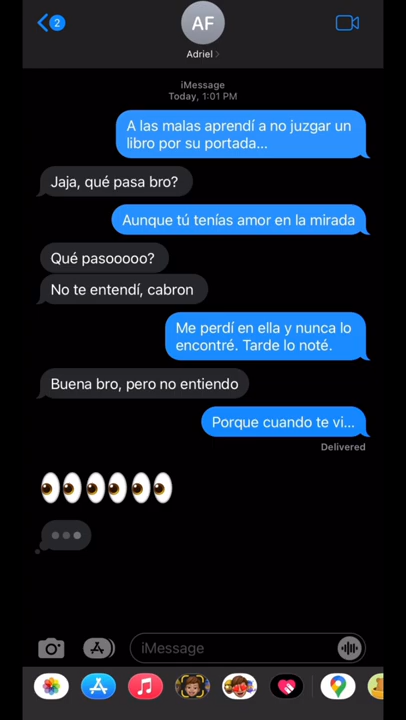 2
AF
Adriel
iMessage
Today, 1:01 PM
A las malas aprendí a no juzgar un
libro por su portada...
Jaja, qué pasa bro?
Aunque tú tenías amor en la mirada
Qué pasooooo?
No te entendí, cabron
Me perdí en ella y nunca lo
encontré. Tarde lo noté.
Buena bro, pero no entiendo
Porque cuando te vi...
Delivered
👀👀👀
iMessage